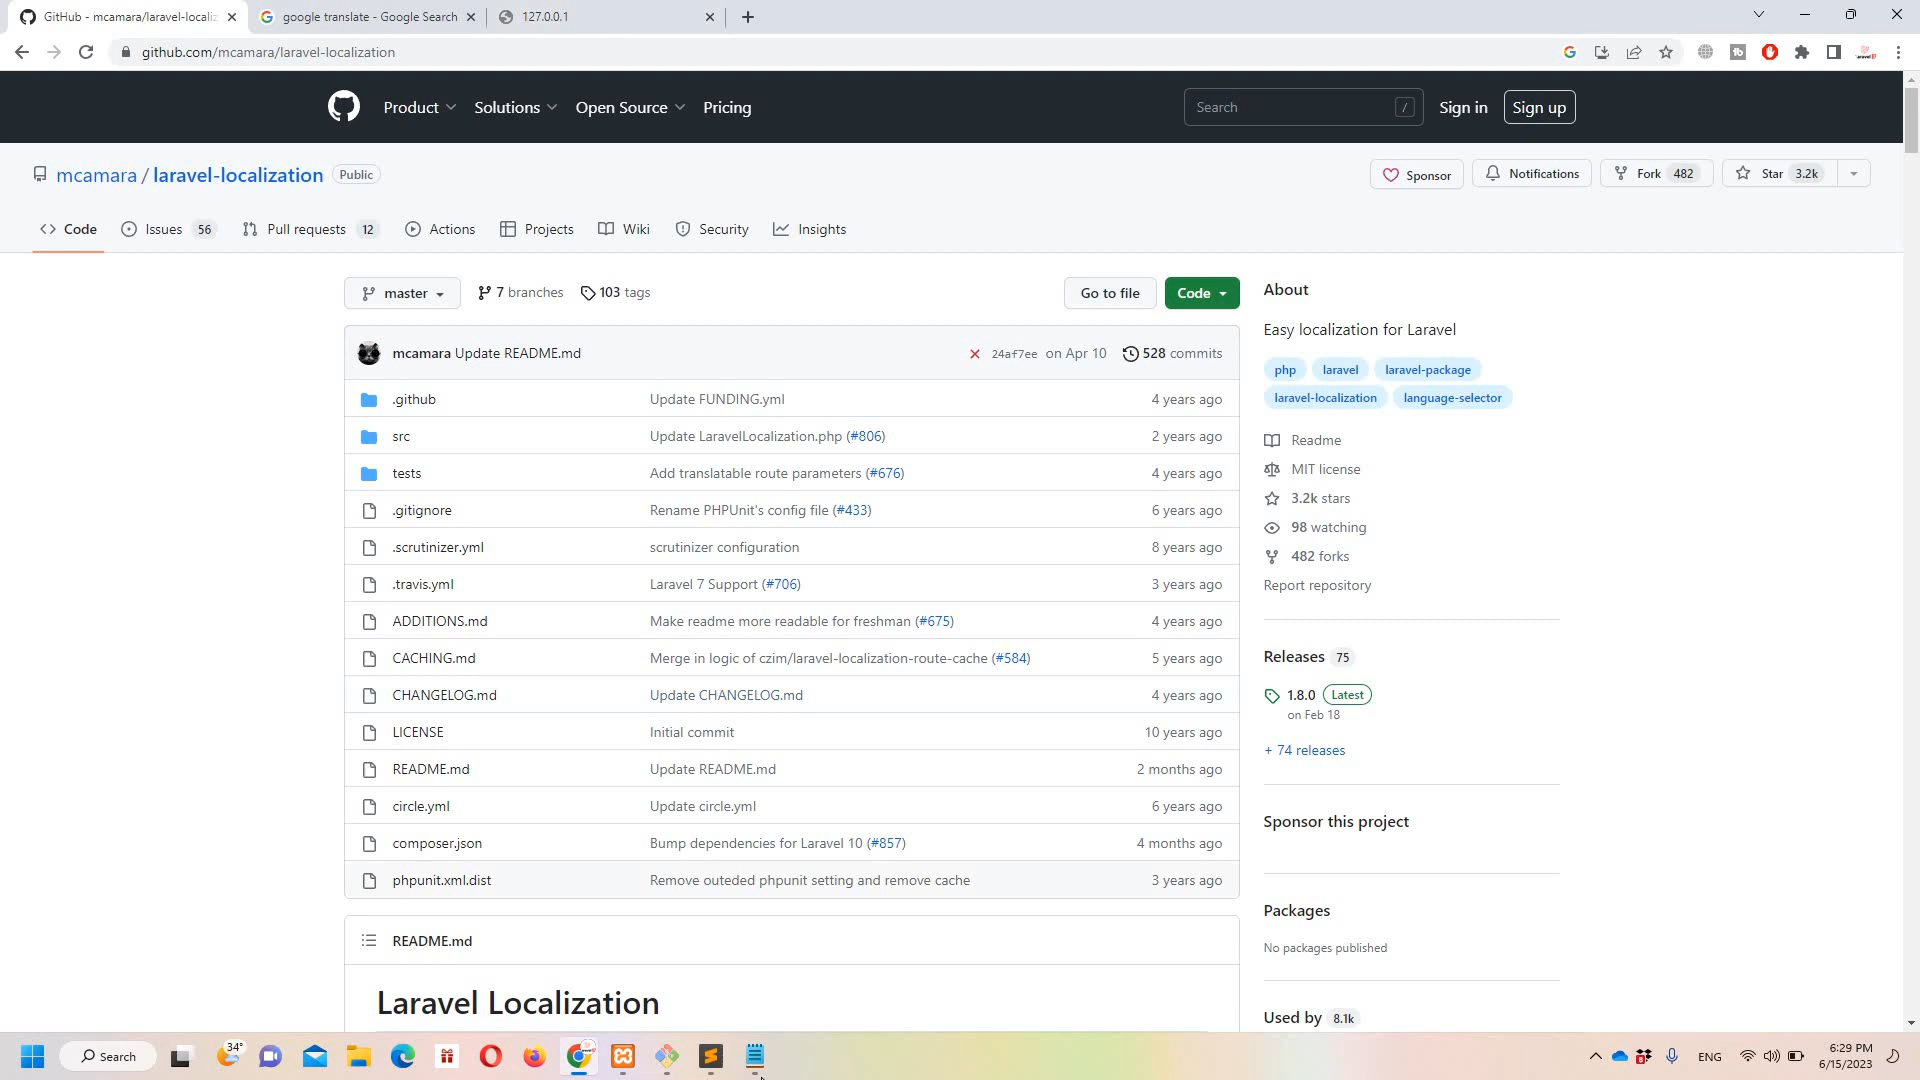 GitHub - mcamara/laravel-localiz
google translate - Google Search
127.0.0.1
github.com/mcamara/laravel-localization
Product
Solutions
Open Source
Pricing
Search
/
Sign in
Sign up
mcamara / laravel-localization
Public
Sponsor
Notifications
Fork 482
Star 3.2k
Code
Issues 56
Pull requests 12
Actions
Projects
Wiki
Security
Insights
master
7 branches
103 tags
Go to file
Code
mcamara Update README.md
24af7ee on Apr 10
528 commits
.github Update FUNDING.yml 4 years ago
src Update LaravelLocalization.php (#806) 2 years ago
tests Add translatable route parameters (#676) 4 years ago
.gitignore Rename PHPUnit's config file (#433) 6 years ago
.scrutinizer.yml scrutinizer configuration 8 years ago
.travis.yml Laravel 7 Support (#706) 3 years ago
ADDITIONS.md Make readme more readable for freshman (#675) 4 years ago
CACHING.md Merge in logic of czim/laravel-localization-route-cache (#584) 5 years ago
CHANGELOG.md Update CHANGELOG.md 4 years ago
LICENSE Initial commit 10 years ago
README.md Update README.md 2 months ago
circle.yml Update circle.yml 6 years ago
composer.json Bump dependencies for Laravel 10 (#857) 4 months ago
phpunit.xml.dist Remove outeded phpunit setting and remove cache 3 years ago
README.md
Laravel Localization
About
Easy localization for Laravel
php laravel laravel-package
laravel-localization language-selector
Readme
MIT license
3.2k stars
98 watching
482 forks
Report repository
Releases 75
1.8.0 Latest
on Feb 18
+ 74 releases
Sponsor this project
Packages
No packages published
Used by 8.1k
Search
34°
ENG
6:29 PM
6/15/2023